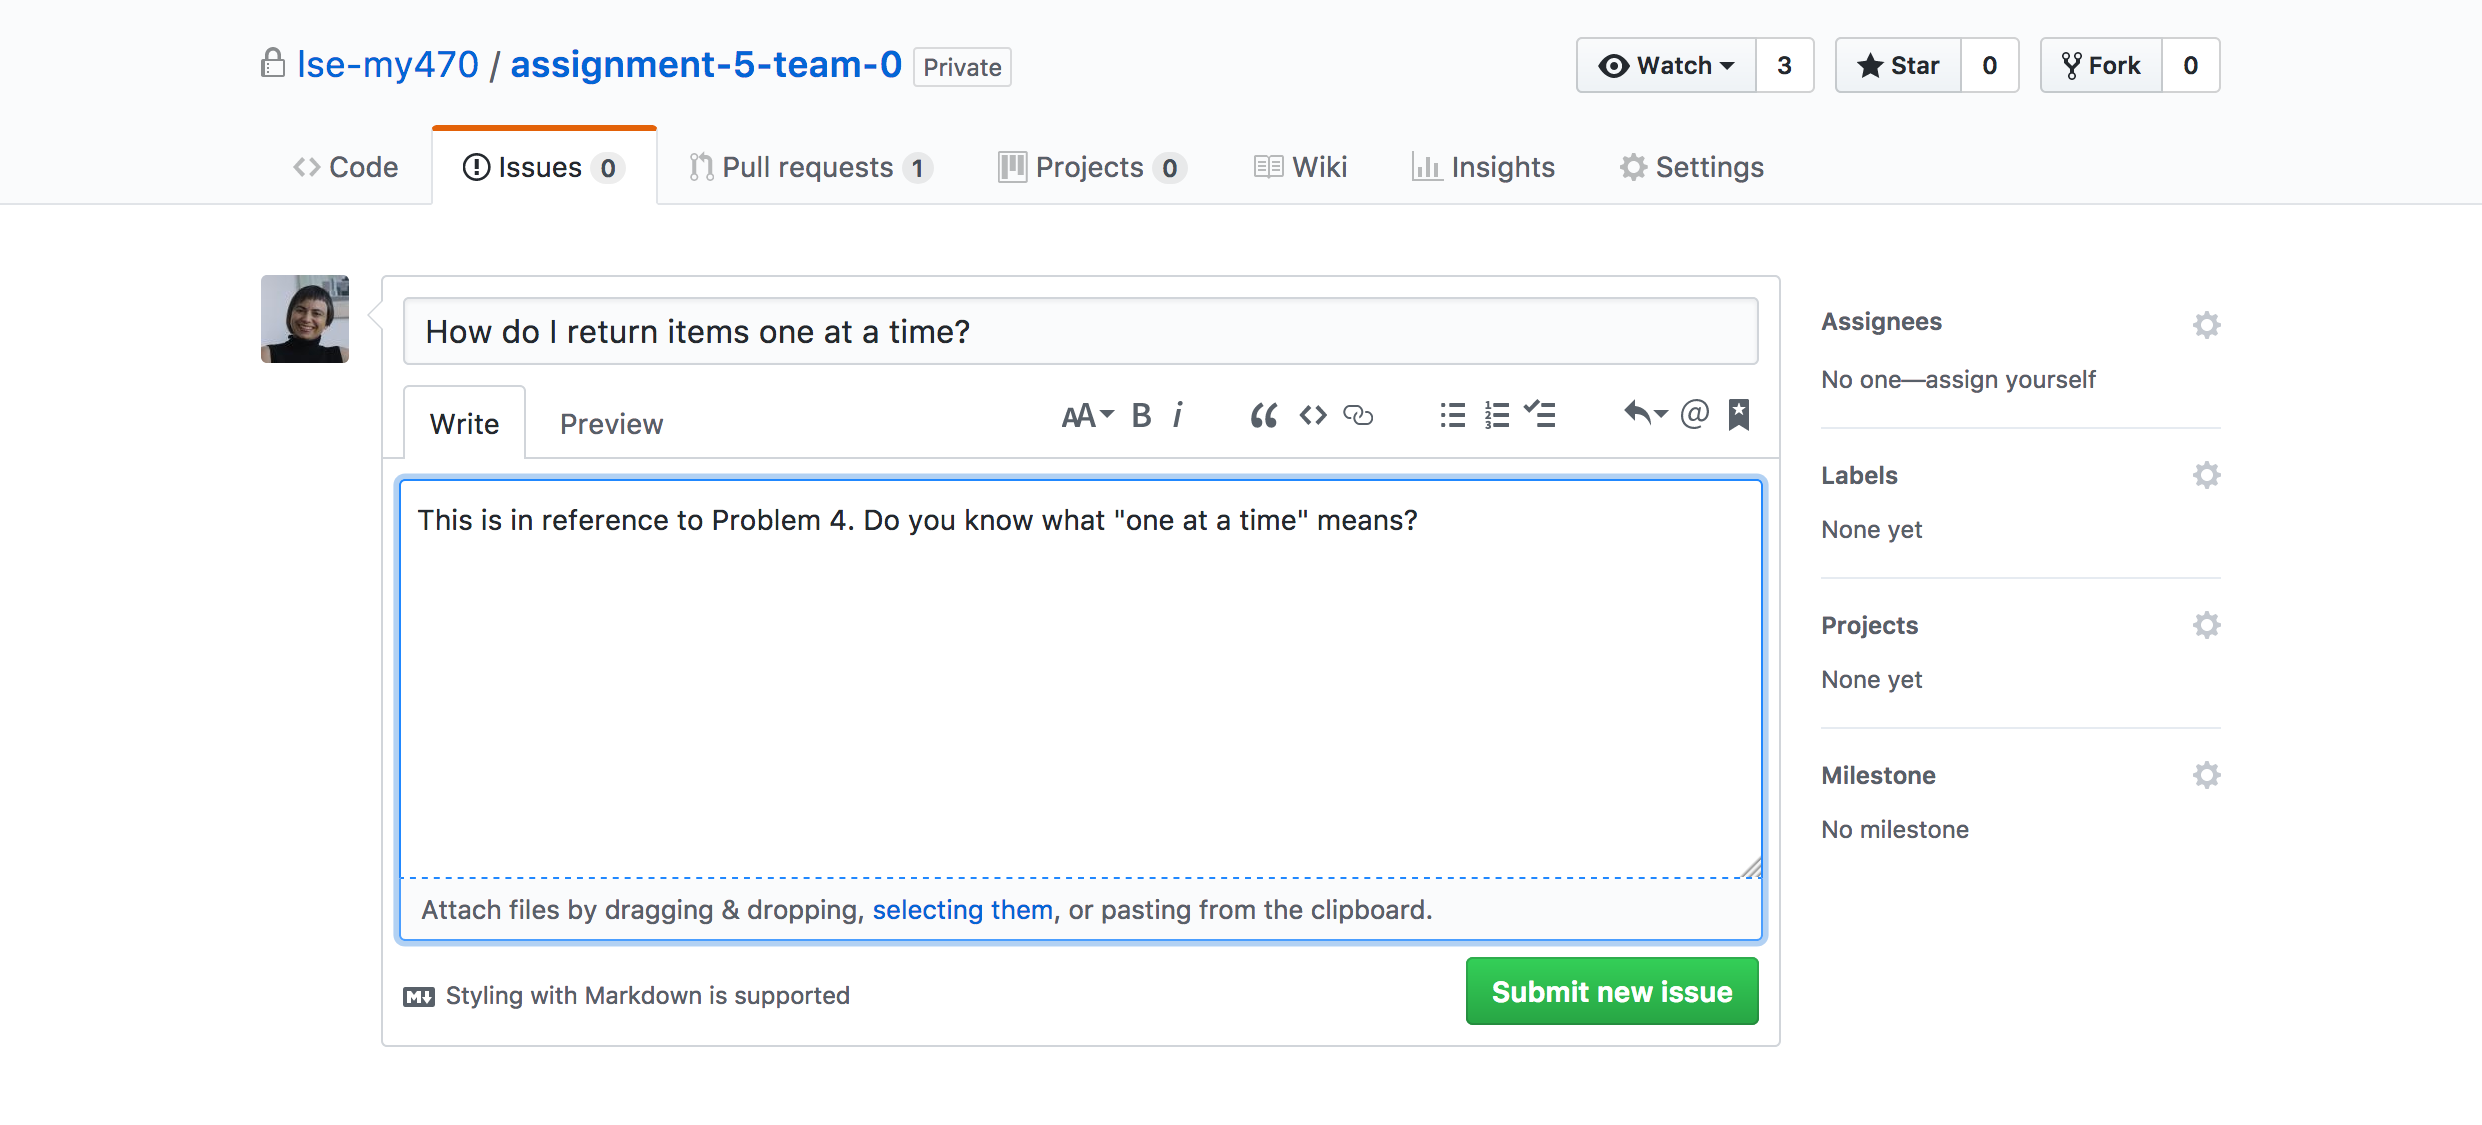 lse-my470 / assignment-5-team-0 Private
Watch 3 Star 0 Fork 0
Code Issues 0 Pull requests 1 Projects 0 Wiki Insights Settings
How do I return items one at a time?
Write Preview AA B i
This is in reference to Problem 4. Do you know what "one at a time" means?
Attach files by dragging & dropping, selecting them, or pasting from the clipboard.
Styling with Markdown is supported
Submit new issue
Assignees
No one—assign yourself
Labels
None yet
Projects
None yet
Milestone
No milestone